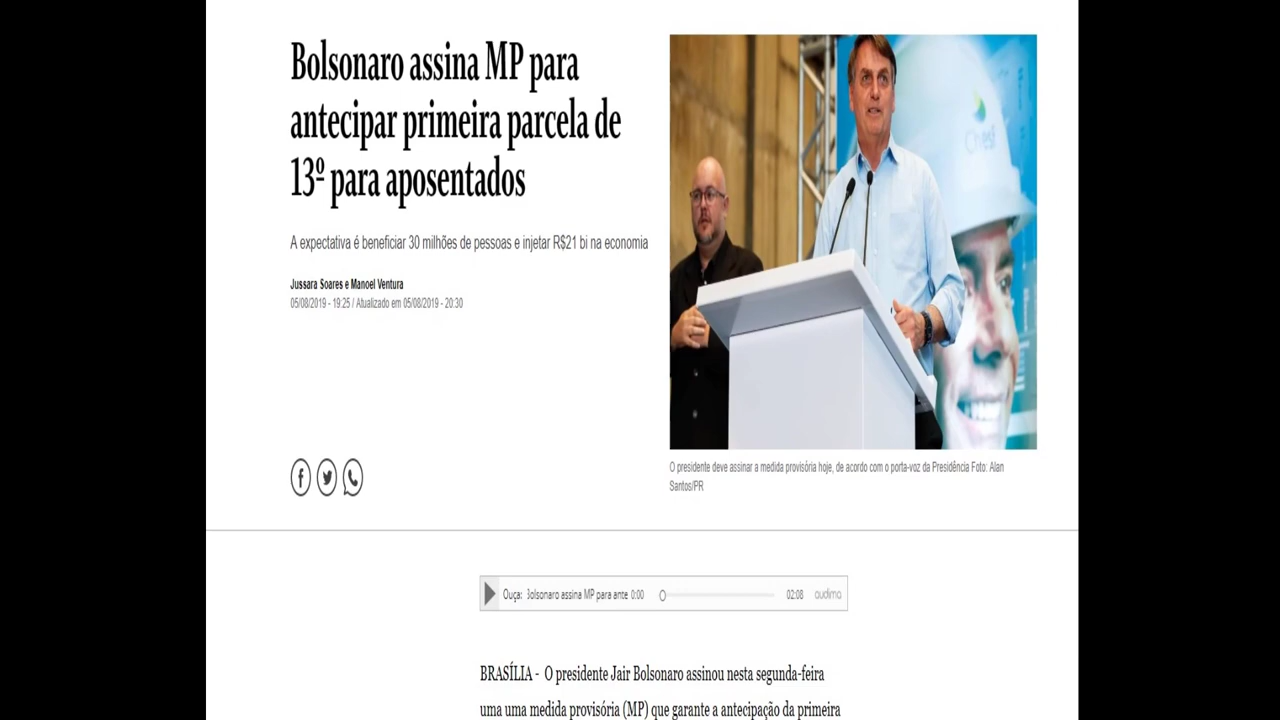 Bolsonaro assina MP para
antecipar primeira parcela de
13º para aposentados
A expectativa é beneficiar 30 milhões de pessoas e injetar R$21 bi na economia
Jussara Soares e Manoel Ventura
05/08/2019 - 19:25 / Atualizado em 05/08/2019 - 20:30
O presidente deve assinar a medida provisória hoje, de acordo com o porta-voz da Presidência Foto: Alan
Santos/PR
Ouça: Bolsonaro assina MP para ante 0:00 02:08 audima
BRASÍLIA - O presidente Jair Bolsonaro assinou nesta segunda-feira
uma uma medida provisória (MP) que garante a antecipação da primeira